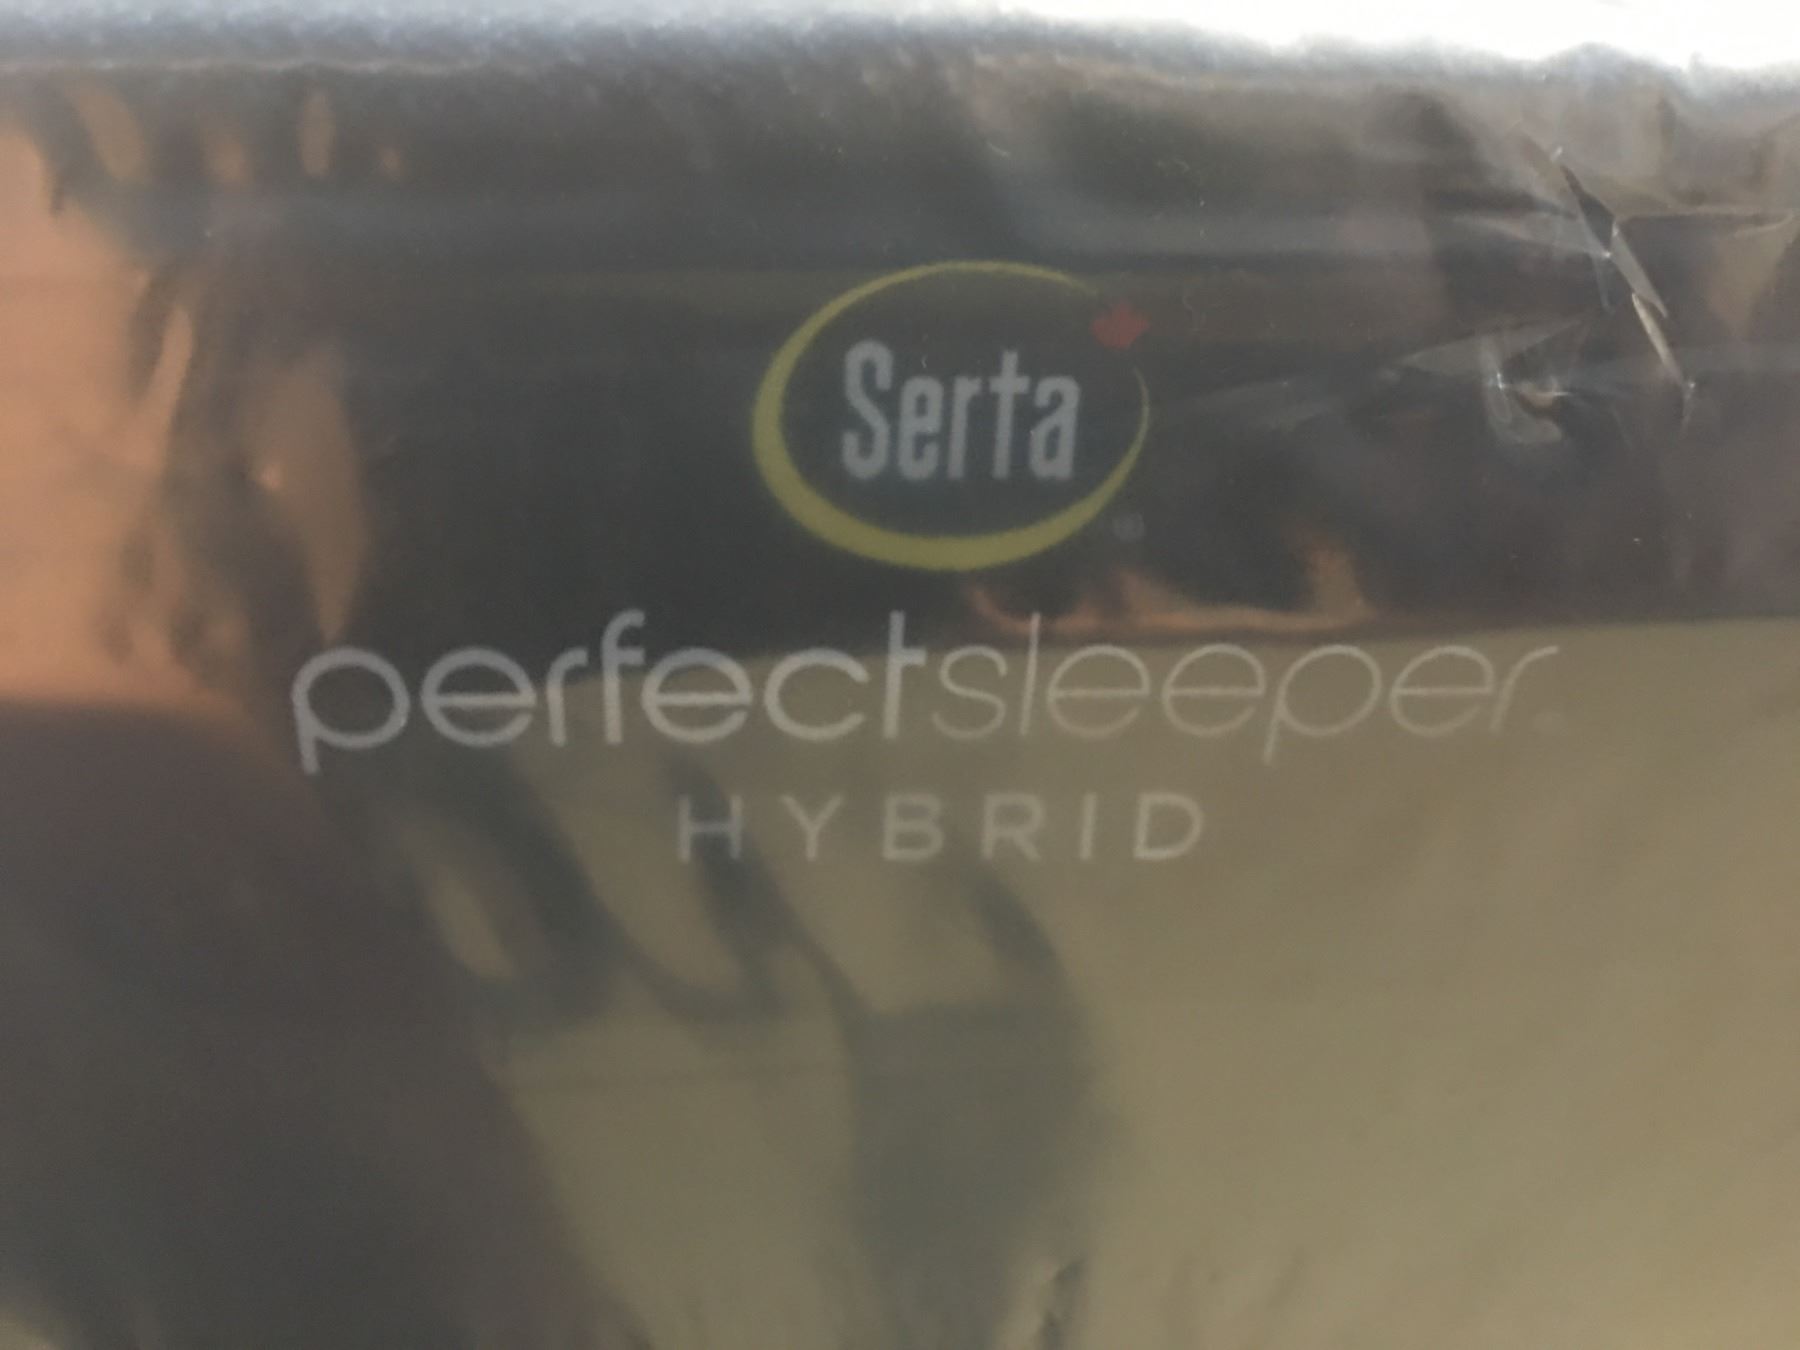 Serta
®
perfectsleeper
HYBRID